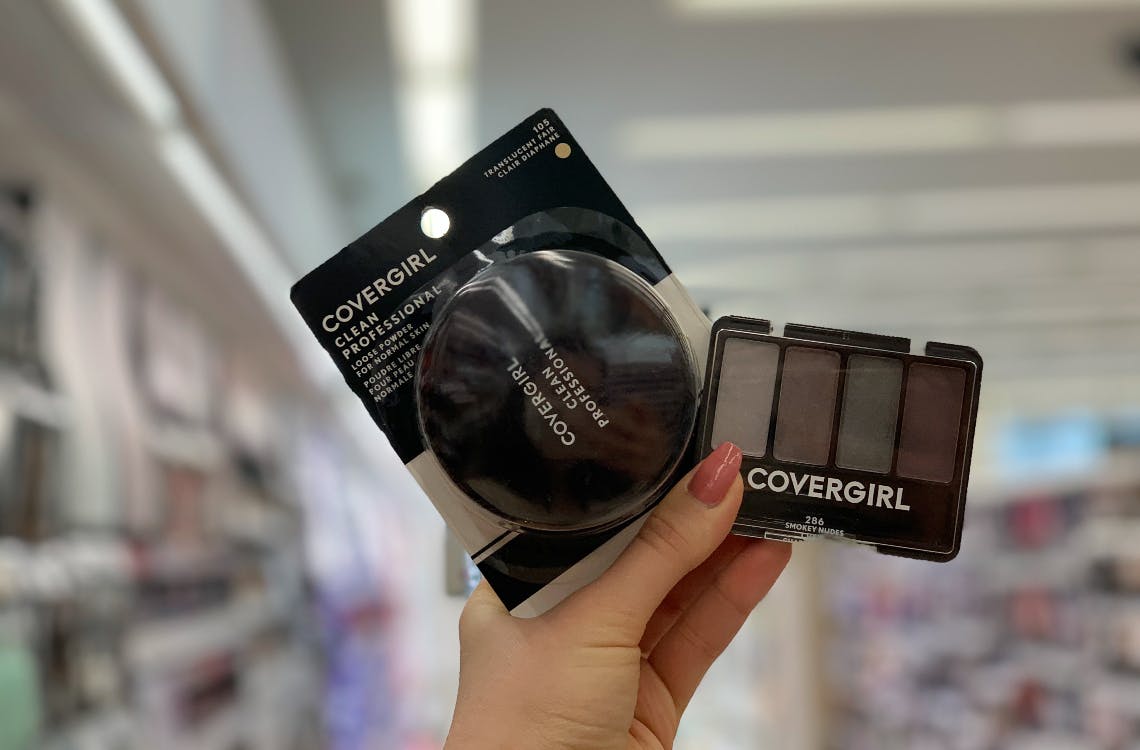 105
TRANSLUCENT FAIR
CLAIR DIAPHANE
COVERGIRL
CLEAN
PROFESSIONAL
LOOSE POWDER
FOR NORMAL SKIN
POUDRE LIBRE
POUR PEAU
NORMALE
COVERGIRL
CLEAN
PROFESSIONAL
COVERGIRL
286
SMOKEY NUDES